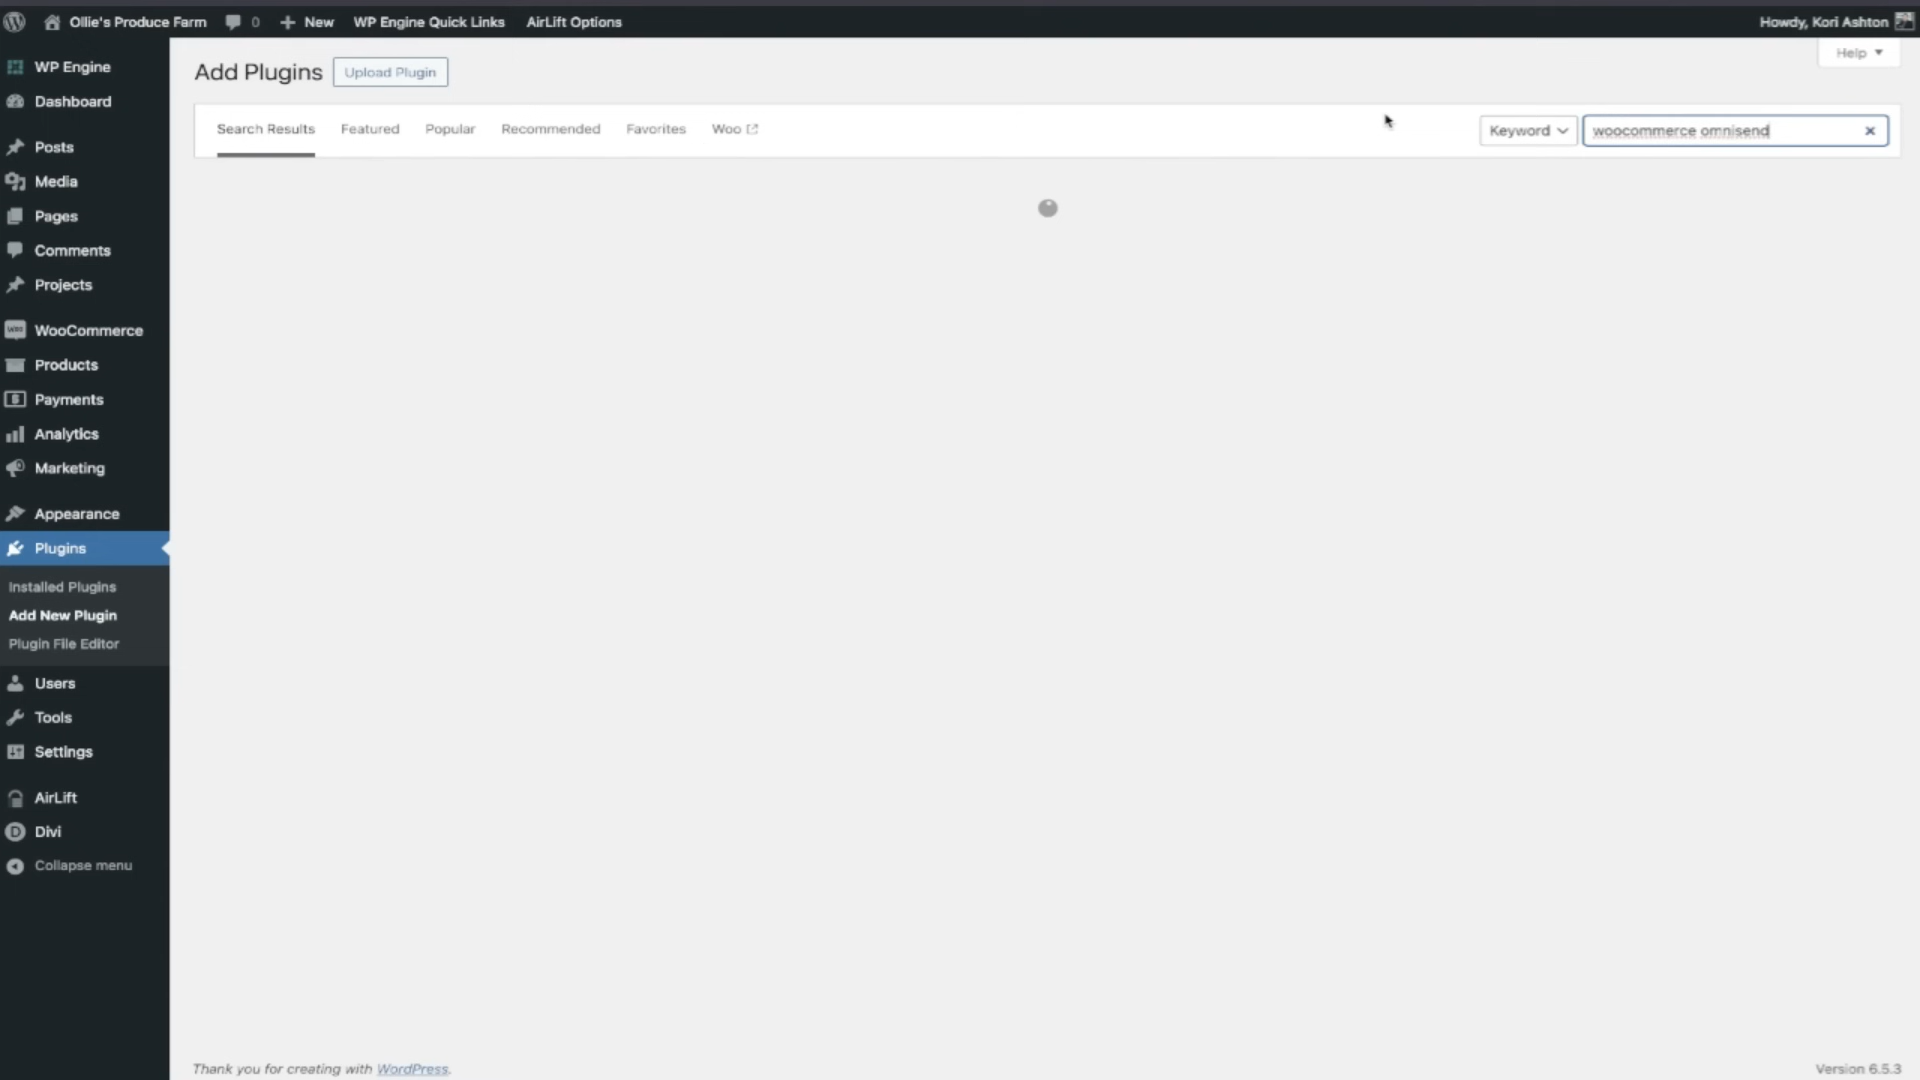 Ollie's Produce Farm 0 New WP Engine Quick Links AirLift Options Howdy, Kori Ashton
Help
WP Engine
Dashboard
Posts
Media
Pages
Comments
Projects
WooCommerce
Products
Payments
Analytics
Marketing
Appearance
Plugins
Installed Plugins
Add New Plugin
Plugin File Editor
Users
Tools
Settings
AirLift
Divi
Collapse menu
Add Plugins Upload Plugin
Search Results Featured Popular Recommended Favorites Woo Keyword woocommerce omnisend
Thank you for creating with WordPress. Version 6.5.3